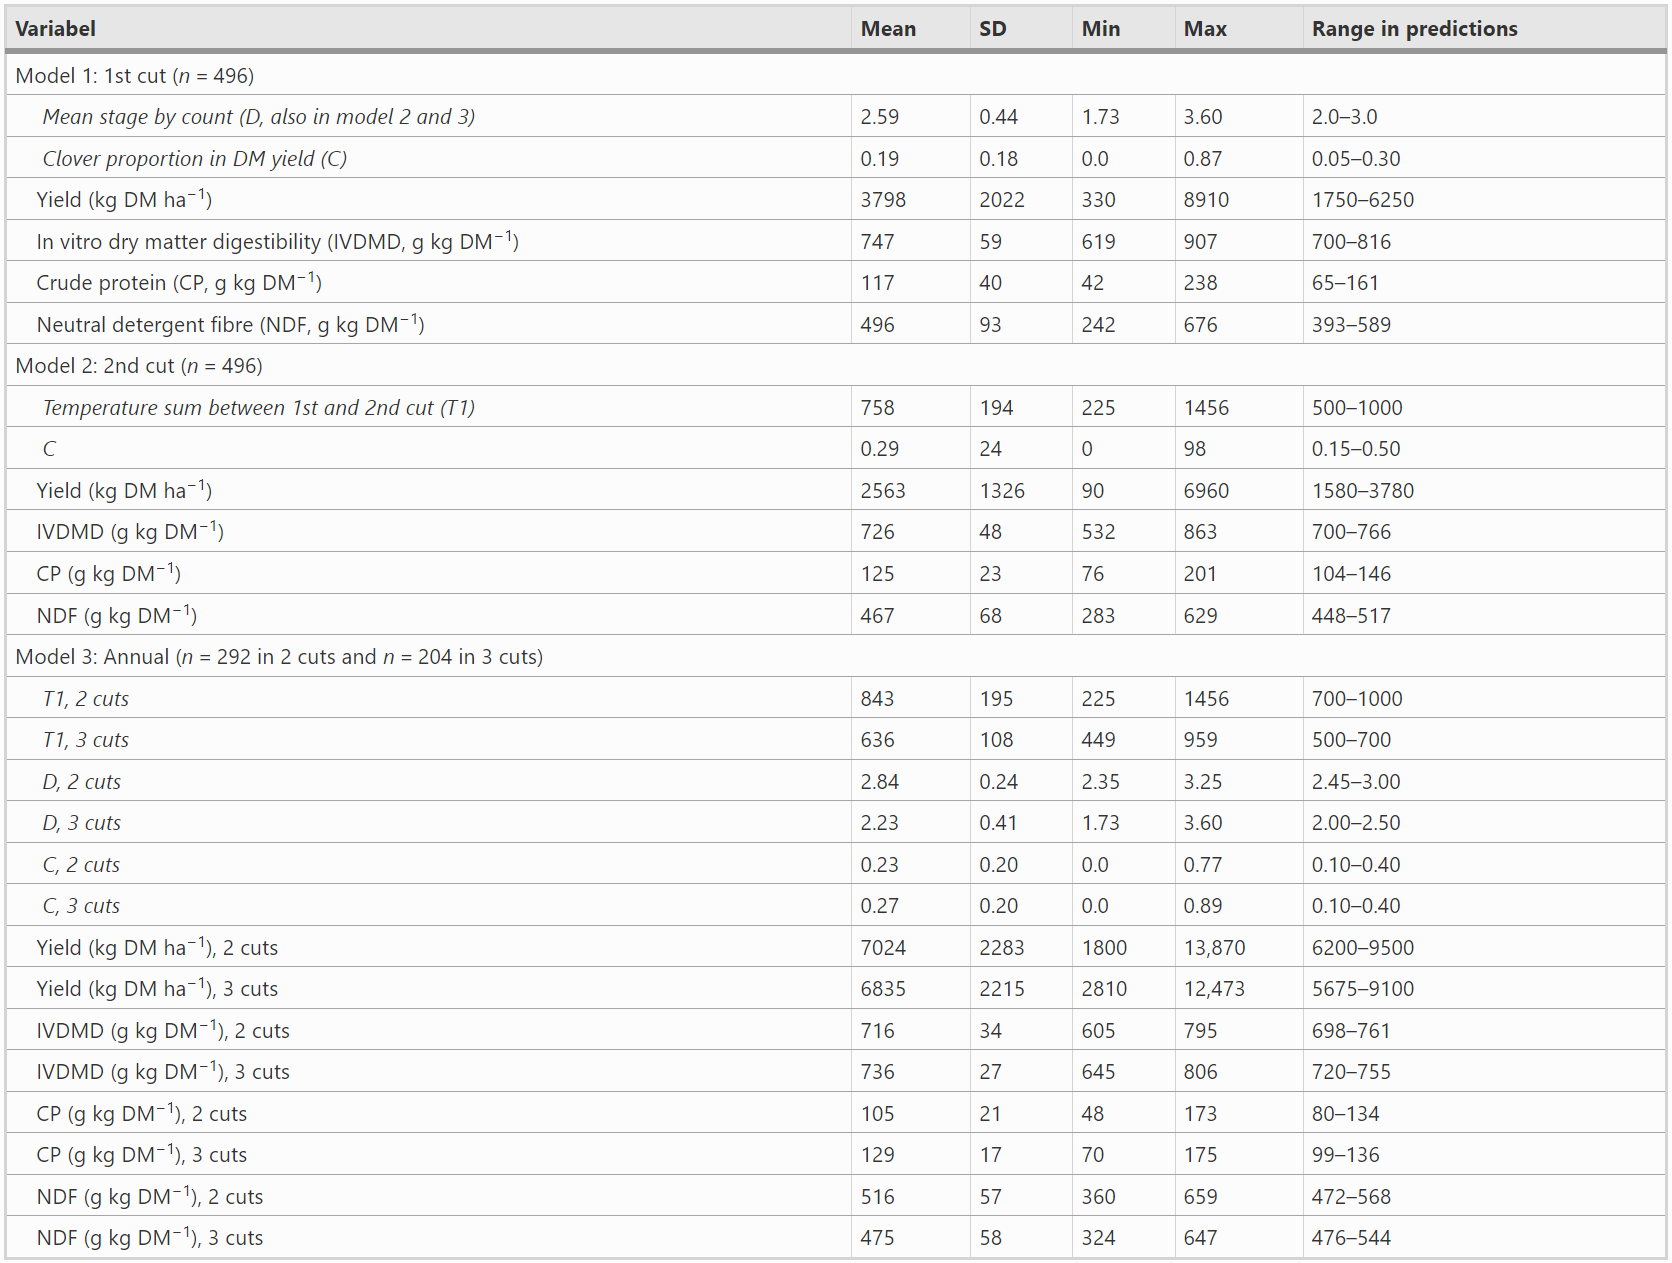 Variabel Mean SD Min Max Range in predictions
Model 1: 1st cut (n = 496)
Mean stage by count (D, also in model 2 and 3) 2.59 0.44 1.73 3.60 2.0–3.0
Clover proportion in DM yield (C) 0.19 0.18 0.0 0.87 0.05–0.30
Yield (kg DM ha−1) 3798 2022 330 8910 1750–6250
In vitro dry matter digestibility (IVDMD, g kg DM−1) 747 59 619 907 700–816
Crude protein (CP, g kg DM−1) 117 40 42 238 65–161
Neutral detergent fibre (NDF, g kg DM−1) 496 93 242 676 393–589
Model 2: 2nd cut (n = 496)
Temperature sum between 1st and 2nd cut (T1) 758 194 225 1456 500–1000
C 0.29 24 0 98 0.15–0.50
Yield (kg DM ha−1) 2563 1326 90 6960 1580–3780
IVDMD (g kg DM−1) 726 48 532 863 700–766
CP (g kg DM−1) 125 23 76 201 104–146
NDF (g kg DM−1) 467 68 283 629 448–517
Model 3: Annual (n = 292 in 2 cuts and n = 204 in 3 cuts)
T1, 2 cuts 843 195 225 1456 700–1000
T1, 3 cuts 636 108 449 959 500–700
D, 2 cuts 2.84 0.24 2.35 3.25 2.45–3.00
D, 3 cuts 2.23 0.41 1.73 3.60 2.00–2.50
C, 2 cuts 0.23 0.20 0.0 0.77 0.10–0.40
C, 3 cuts 0.27 0.20 0.0 0.89 0.10–0.40
Yield (kg DM ha−1), 2 cuts 7024 2283 1800 13,870 6200–9500
Yield (kg DM ha−1), 3 cuts 6835 2215 2810 12,473 5675–9100
IVDMD (g kg DM−1), 2 cuts 716 34 605 795 698–761
IVDMD (g kg DM−1), 3 cuts 736 27 645 806 720–755
CP (g kg DM−1), 2 cuts 105 21 48 173 80–134
CP (g kg DM−1), 3 cuts 129 17 70 175 99–136
NDF (g kg DM−1), 2 cuts 516 57 360 659 472–568
NDF (g kg DM−1), 3 cuts 475 58 324 647 476–544